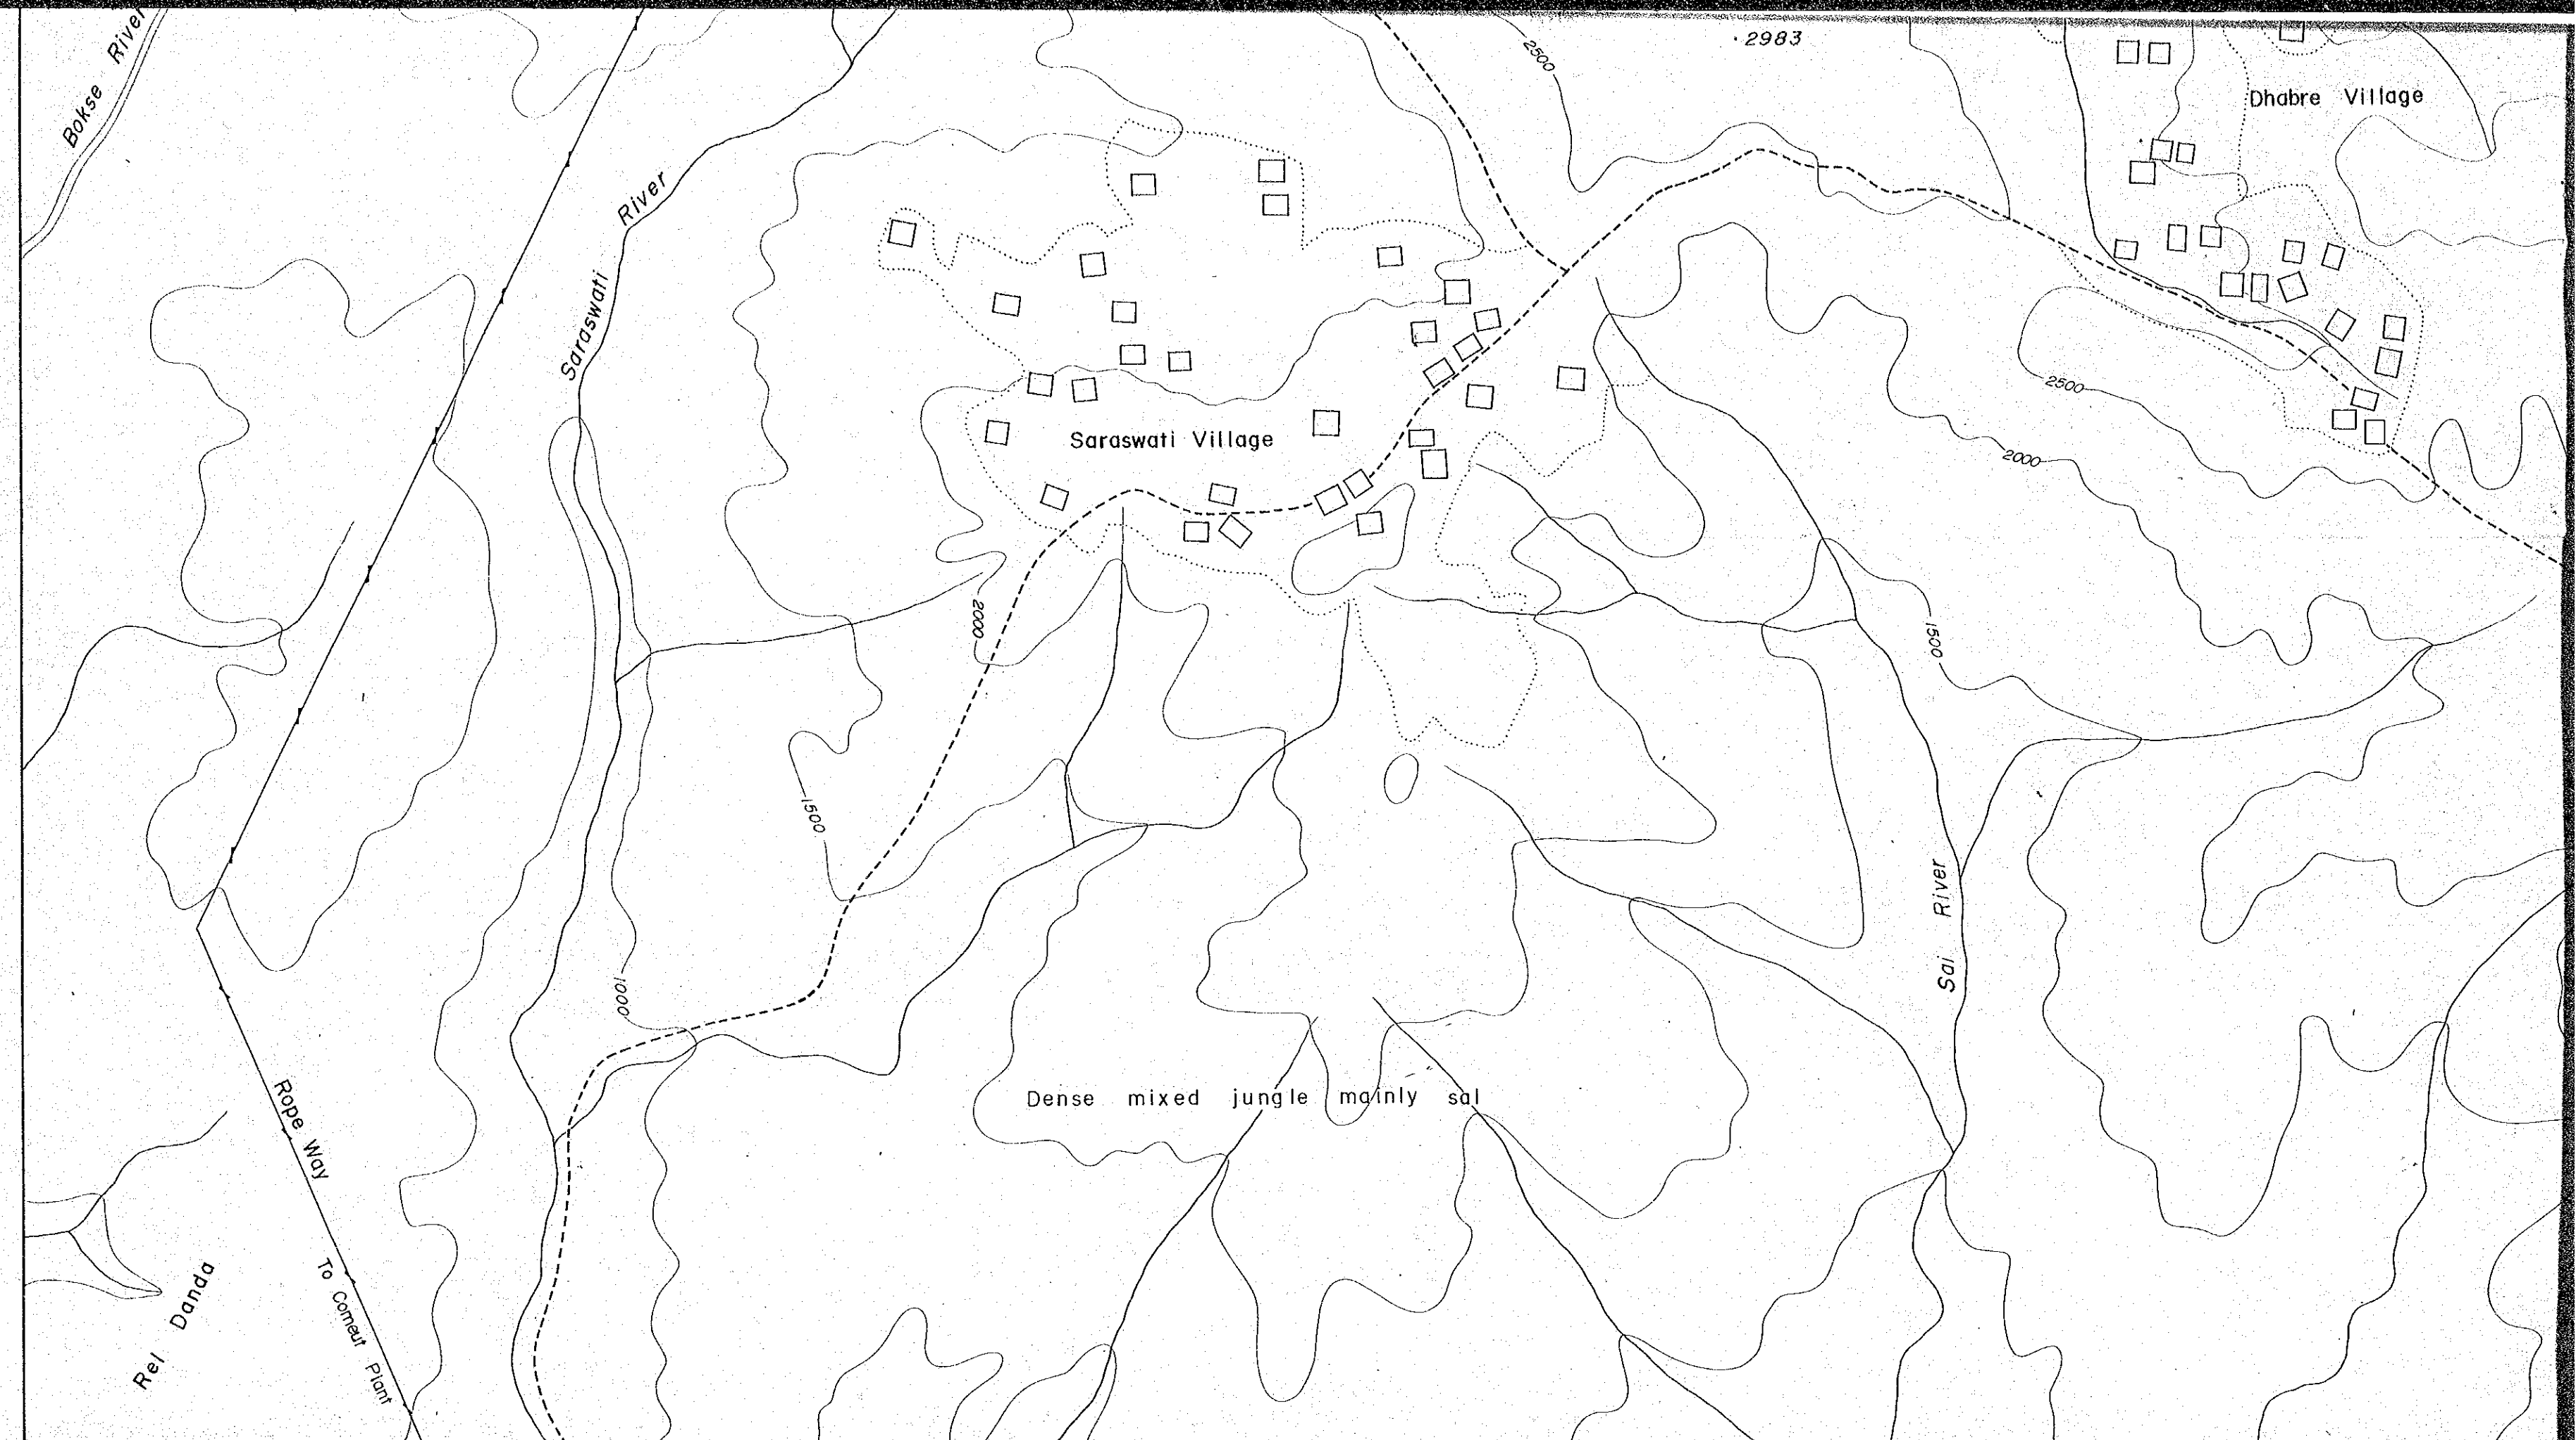 Bokse River
2500
· 2983
Dhabre Village
Saraswati River
2500
Saraswati Village
2000
2000
1500
1500
Sai River
1000
Dense mixed jungle mainly sal
Rope Way
To Comeut Plant
Rel Danda